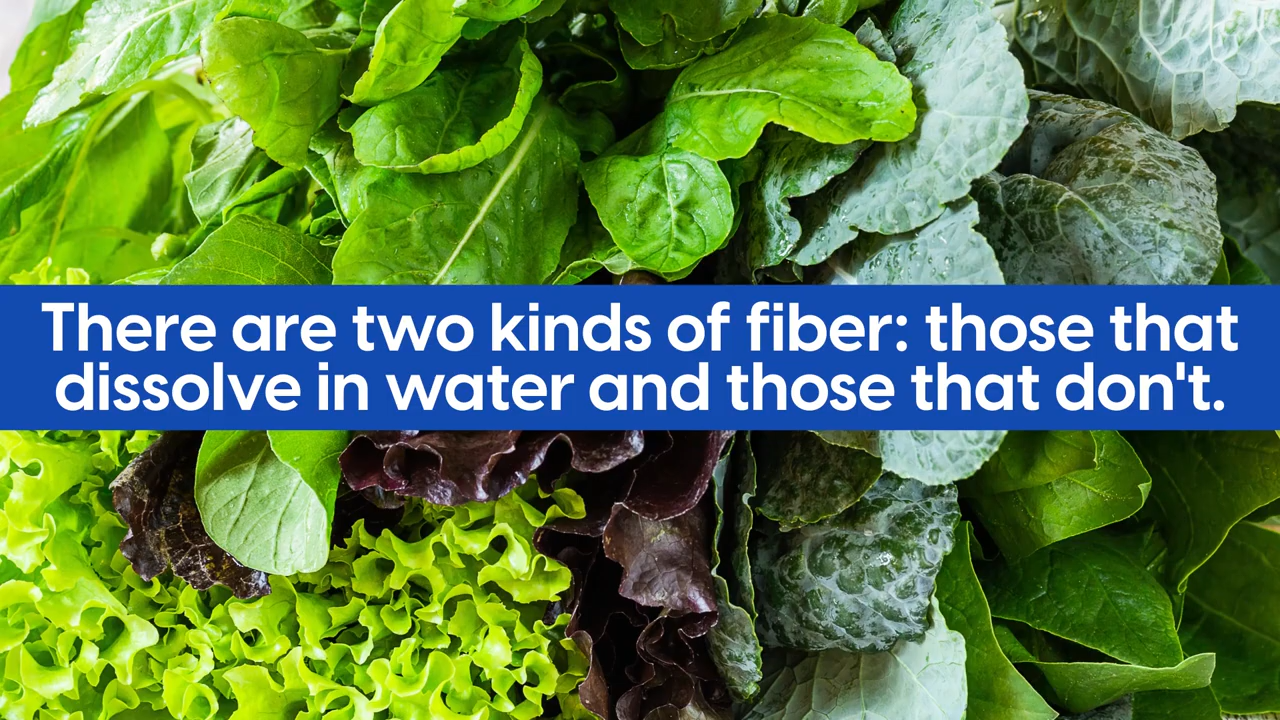 There are two kinds of fiber: those that
dissolve in water and those that don't.